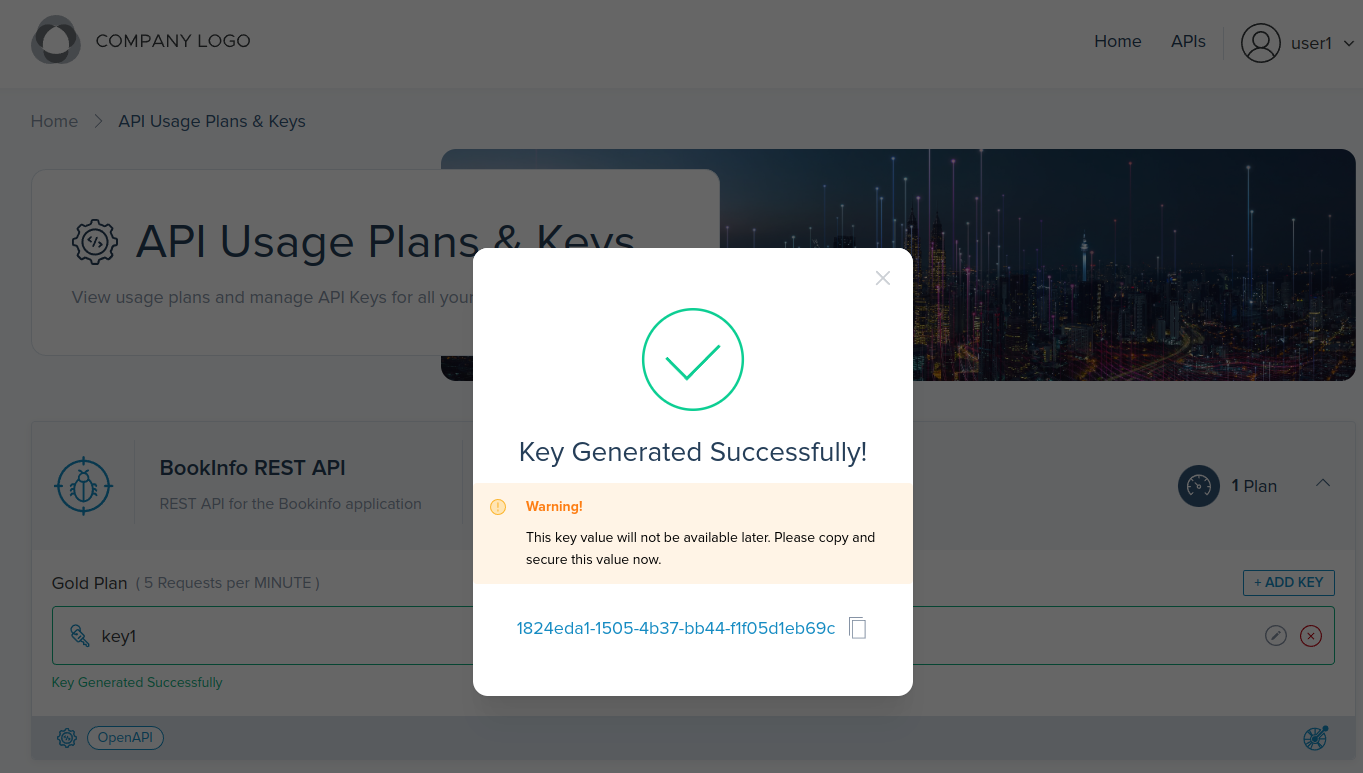 COMPANY LOGO
Home
APIs
user1
Home
API Usage Plans & Keys
API Usage Plans & Keys
View usage plans and manage API Keys for all your
Key Generated Successfully!
Warning!
This key value will not be available later. Please copy and
secure this value now.
1824eda1-1505-4b37-bb44-f1f05d1eb69c
BookInfo REST API
REST API for the Bookinfo application
1 Plan
Gold Plan ( 5 Requests per MINUTE )
+ ADD KEY
key1
Key Generated Successfully
OpenAPI